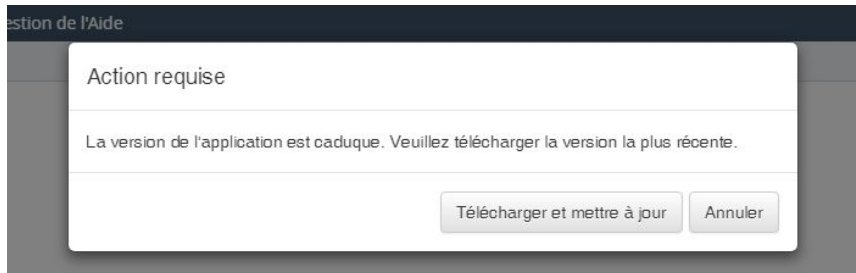 estion de l'Aide
Action requise
La version de l'application est caduque. Veuillez télécharger la version la plus récente.
Télécharger et mettre à jour Annuler